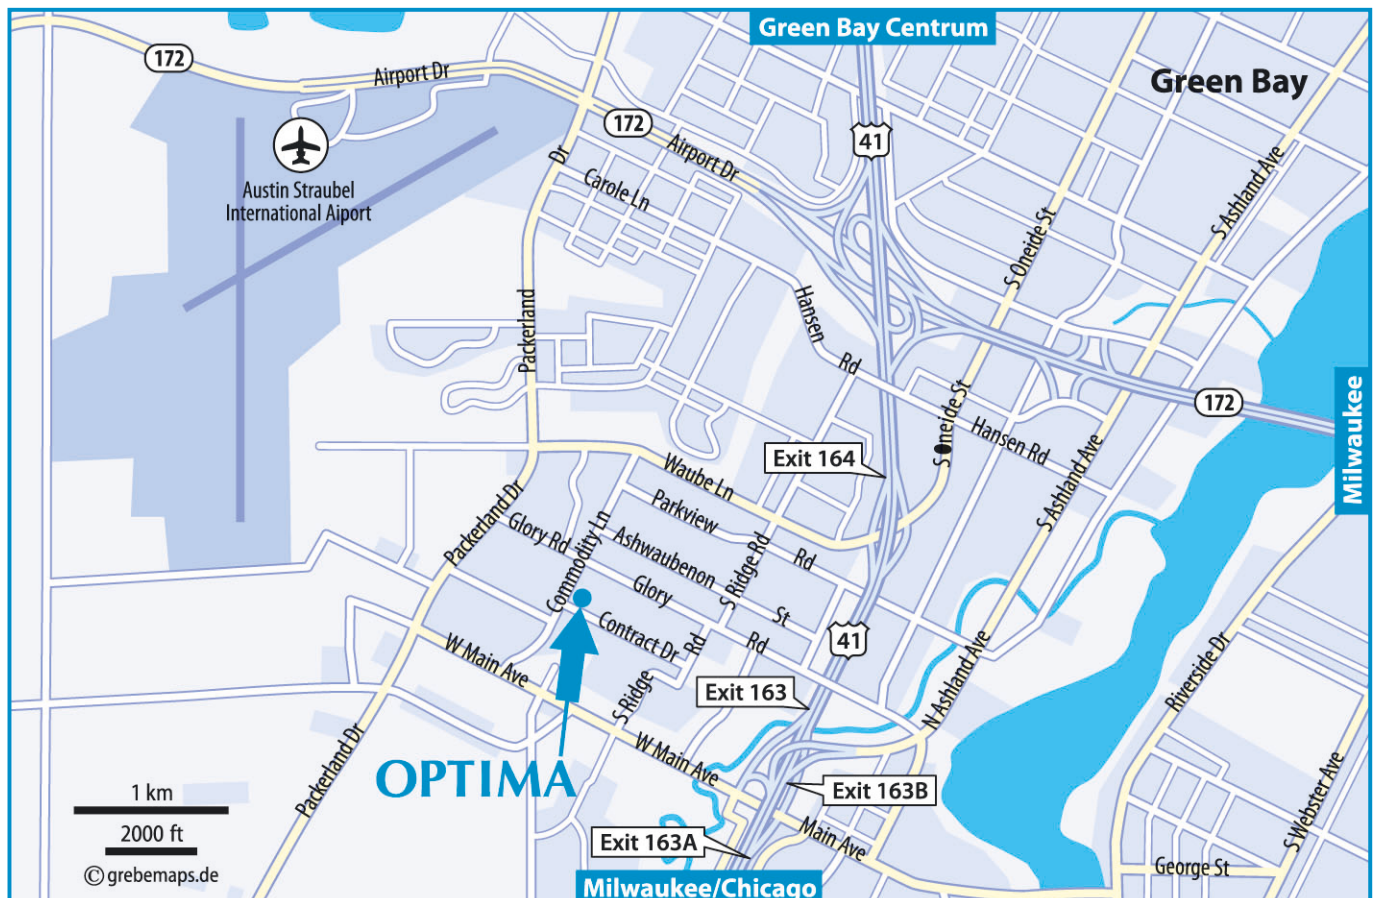 Green Bay Centrum
172
Airport Dr
Green Bay
172
41
Airport Dr
Austin Straubel
International Aiport
Dr
Carole Ln
S Ashland Ave
S Oneide St
Hansen
Packerland
Rd
172
Milwaukee
S Oneide St
Hansen Rd
Exit 164
Waube Ln
S Ashland Ave
Packerland Dr
Parkview
Rd
Glory Rd
Commodity Ln
Ashwaubenon
St
S Ridge Rd
Glory
Rd
Contract Dr
41
W Main Ave
S Ridge
Rd
Exit 163
N Ashland Ave
Riverside Dr
W Main Ave
Packerland Dr
OPTIMA
Exit 163B
S Webster Ave
1 km
2000 ft
Exit 163A
Main Ave
George St
© grebemaps.de
Milwaukee/Chicago